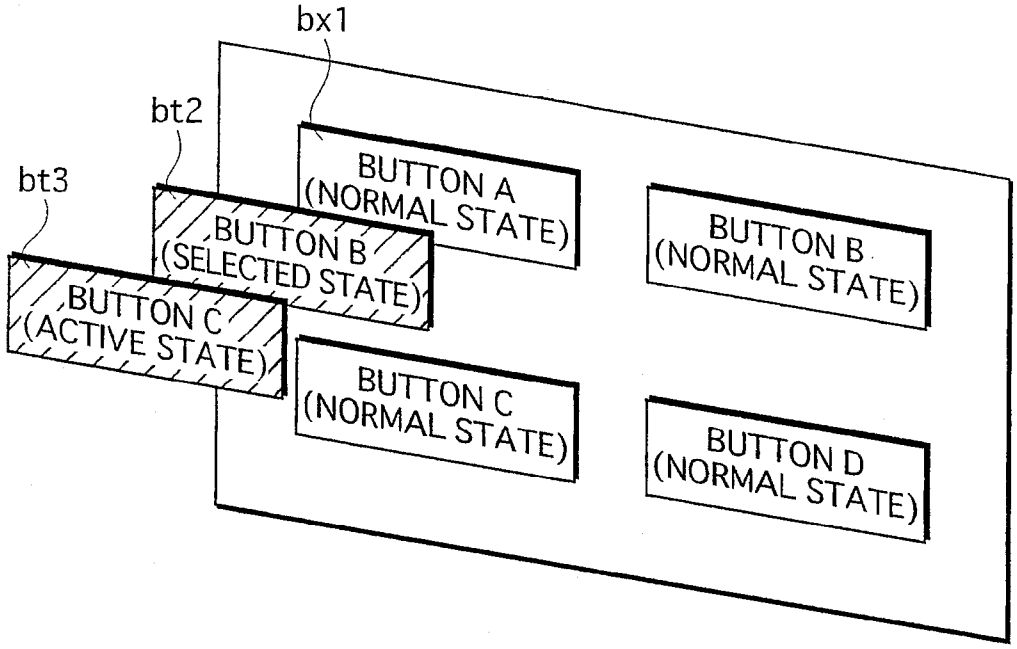 bx1
bt2
bt3
BUTTON A
(NORMAL STATE)
BUTTON B
(SELECTED STATE)
BUTTON C
(ACTIVE STATE)
BUTTON B
(NORMAL STATE)
BUTTON C
(NORMAL STATE)
BUTTON D
(NORMAL STATE)